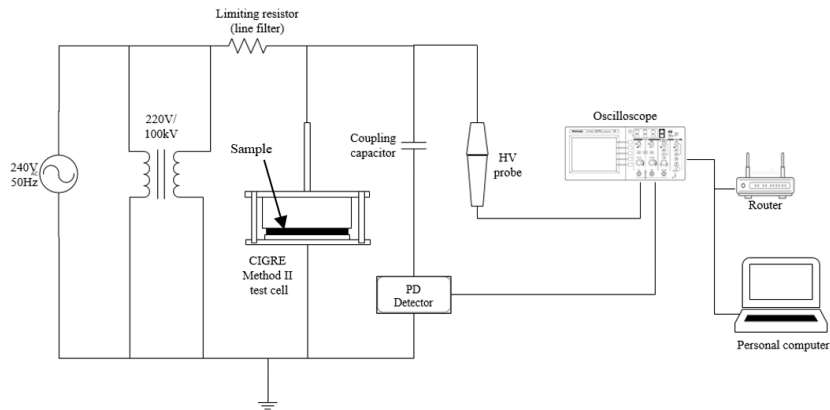 Limiting resistor
(line filter)
220V/
100kV
240V
50Hz
Sample
Coupling
capacitor
HV
probe
Oscilloscope
Router
CIGRE
Method II
test cell
PD
Detector
Personal computer